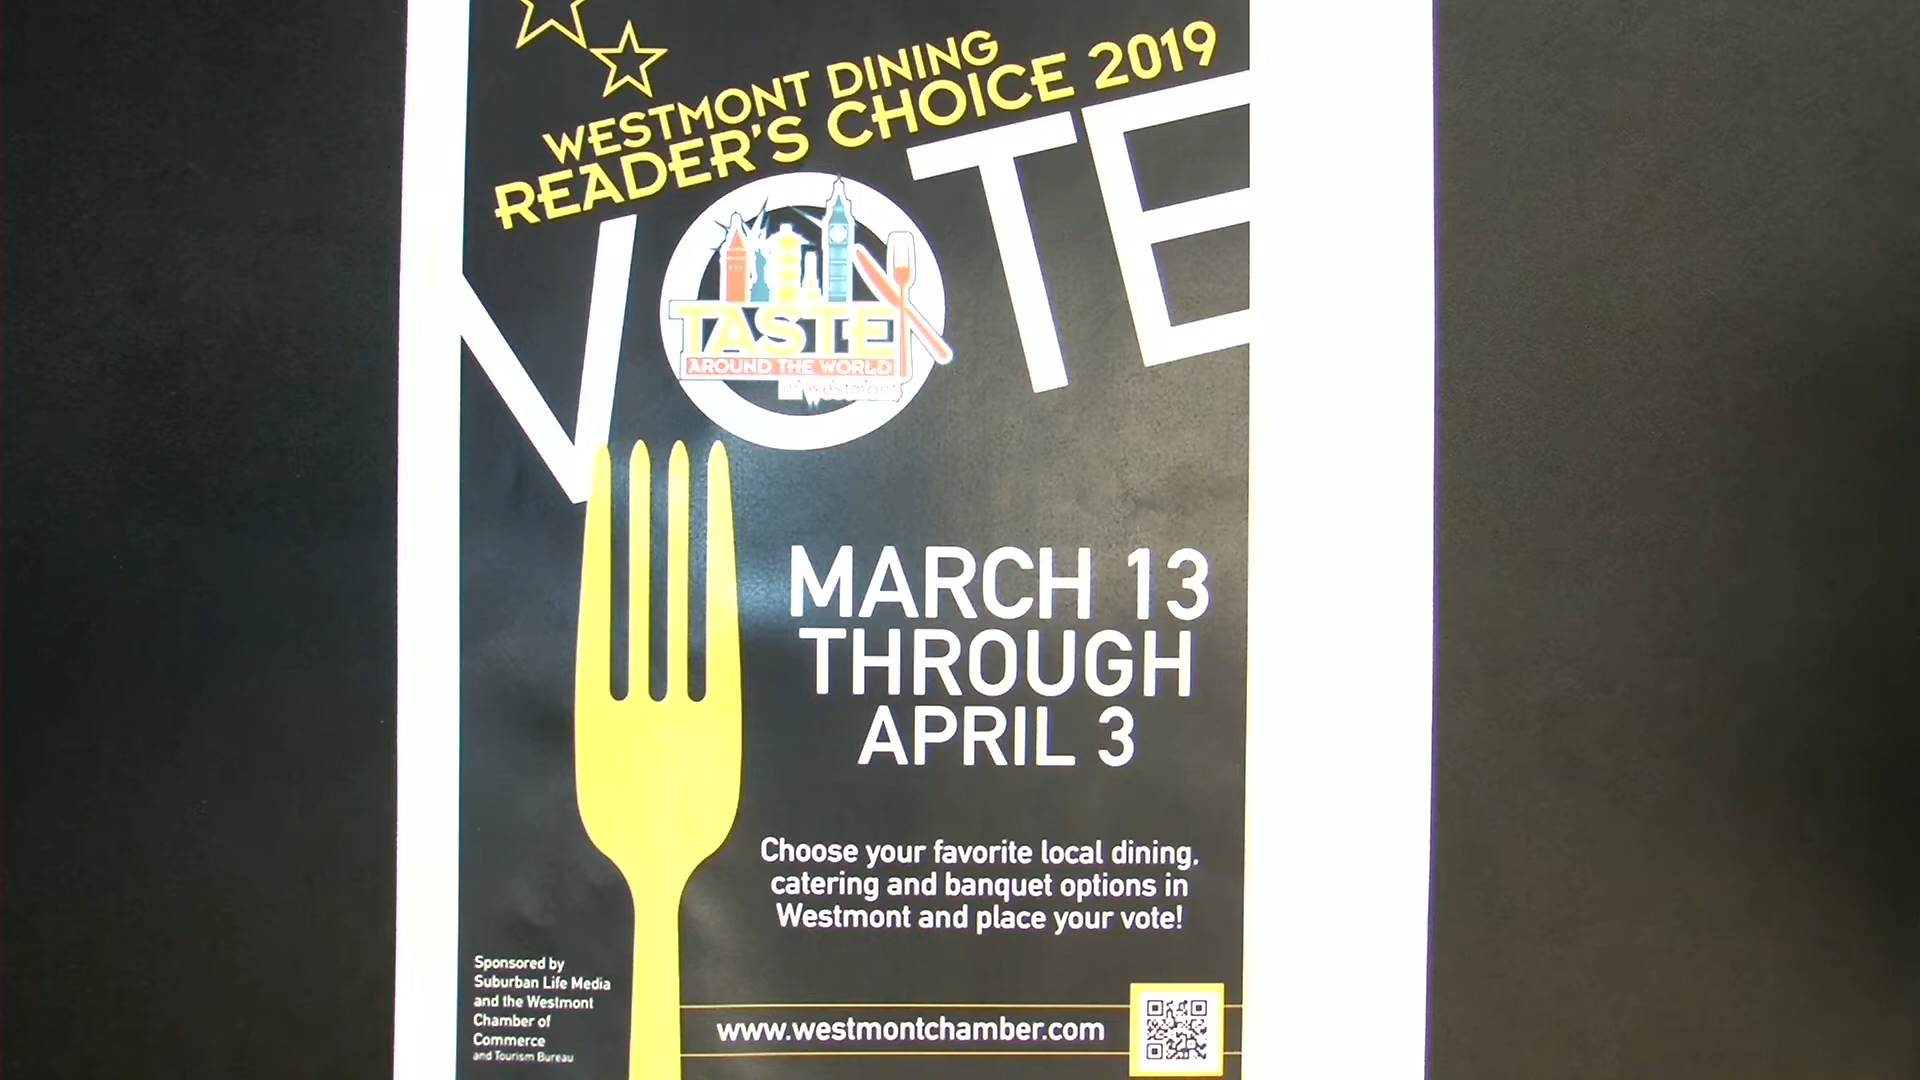 WESTMONT DINING
READER'S CHOICE 2019
VOTE
TASTE
AROUND THE WORLD
in westmont
MARCH 13
THROUGH
APRIL 3
Choose your favorite local dining,
catering and banquet options in
Westmont and place your vote!
Sponsored by
Suburban Life Media
and the Westmont
Chamber of
Commerce
and Tourism Bureau
www.westmontchamber.com